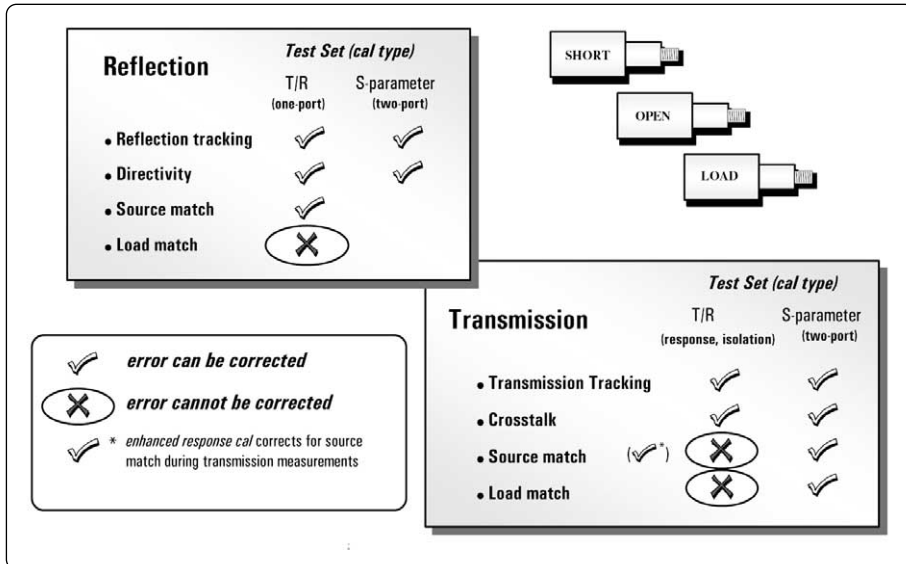 Reflection
Test Set (cal type)
T/R
(one-port)
S-parameter
(two-port)
• Reflection tracking
• Directivity
• Source match
• Load match
SHORT
OPEN
LOAD
Transmission
Test Set (cal type)
T/R
(response, isolation)
S-parameter
(two-port)
• Transmission Tracking
• Crosstalk
• Source match ( *)
• Load match
error can be corrected
error cannot be corrected
* enhanced response cal corrects for source
match during transmission measurements